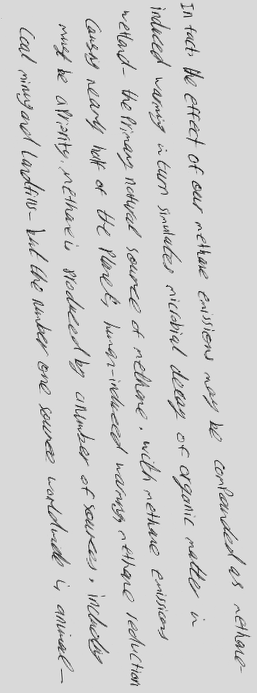 In fact, the effect of our methane emissions may be compounded as methane-
induced warming in turn simulates microbial decay of organic matter in
wetland- the Primary natural source of methane. with methane emissions
Causing nearly half of the Planet's human-induced warming, methane reduction
must be a Priority. methane is Produced by a number of sources, including
Coal mining and landfills- but the number one source worldwide is animal-